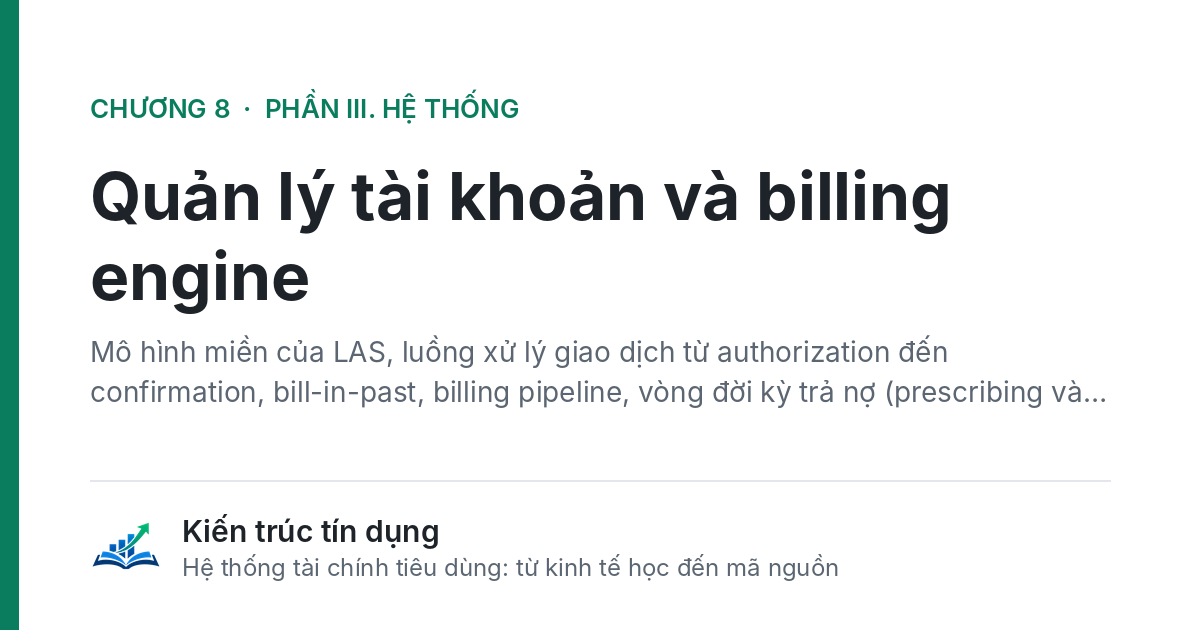 CHƯƠNG 8 · PHẦN III. HỆ THỐNG
Quản lý tài khoản và billing
engine
Mô hình miền của LAS, luồng xử lý giao dịch từ authorization đến
confirmation, bill-in-past, billing pipeline, vòng đời kỳ trả nợ (prescribing và...
Kiến trúc tín dụng
Hệ thống tài chính tiêu dùng: từ kinh tế học đến mã nguồn